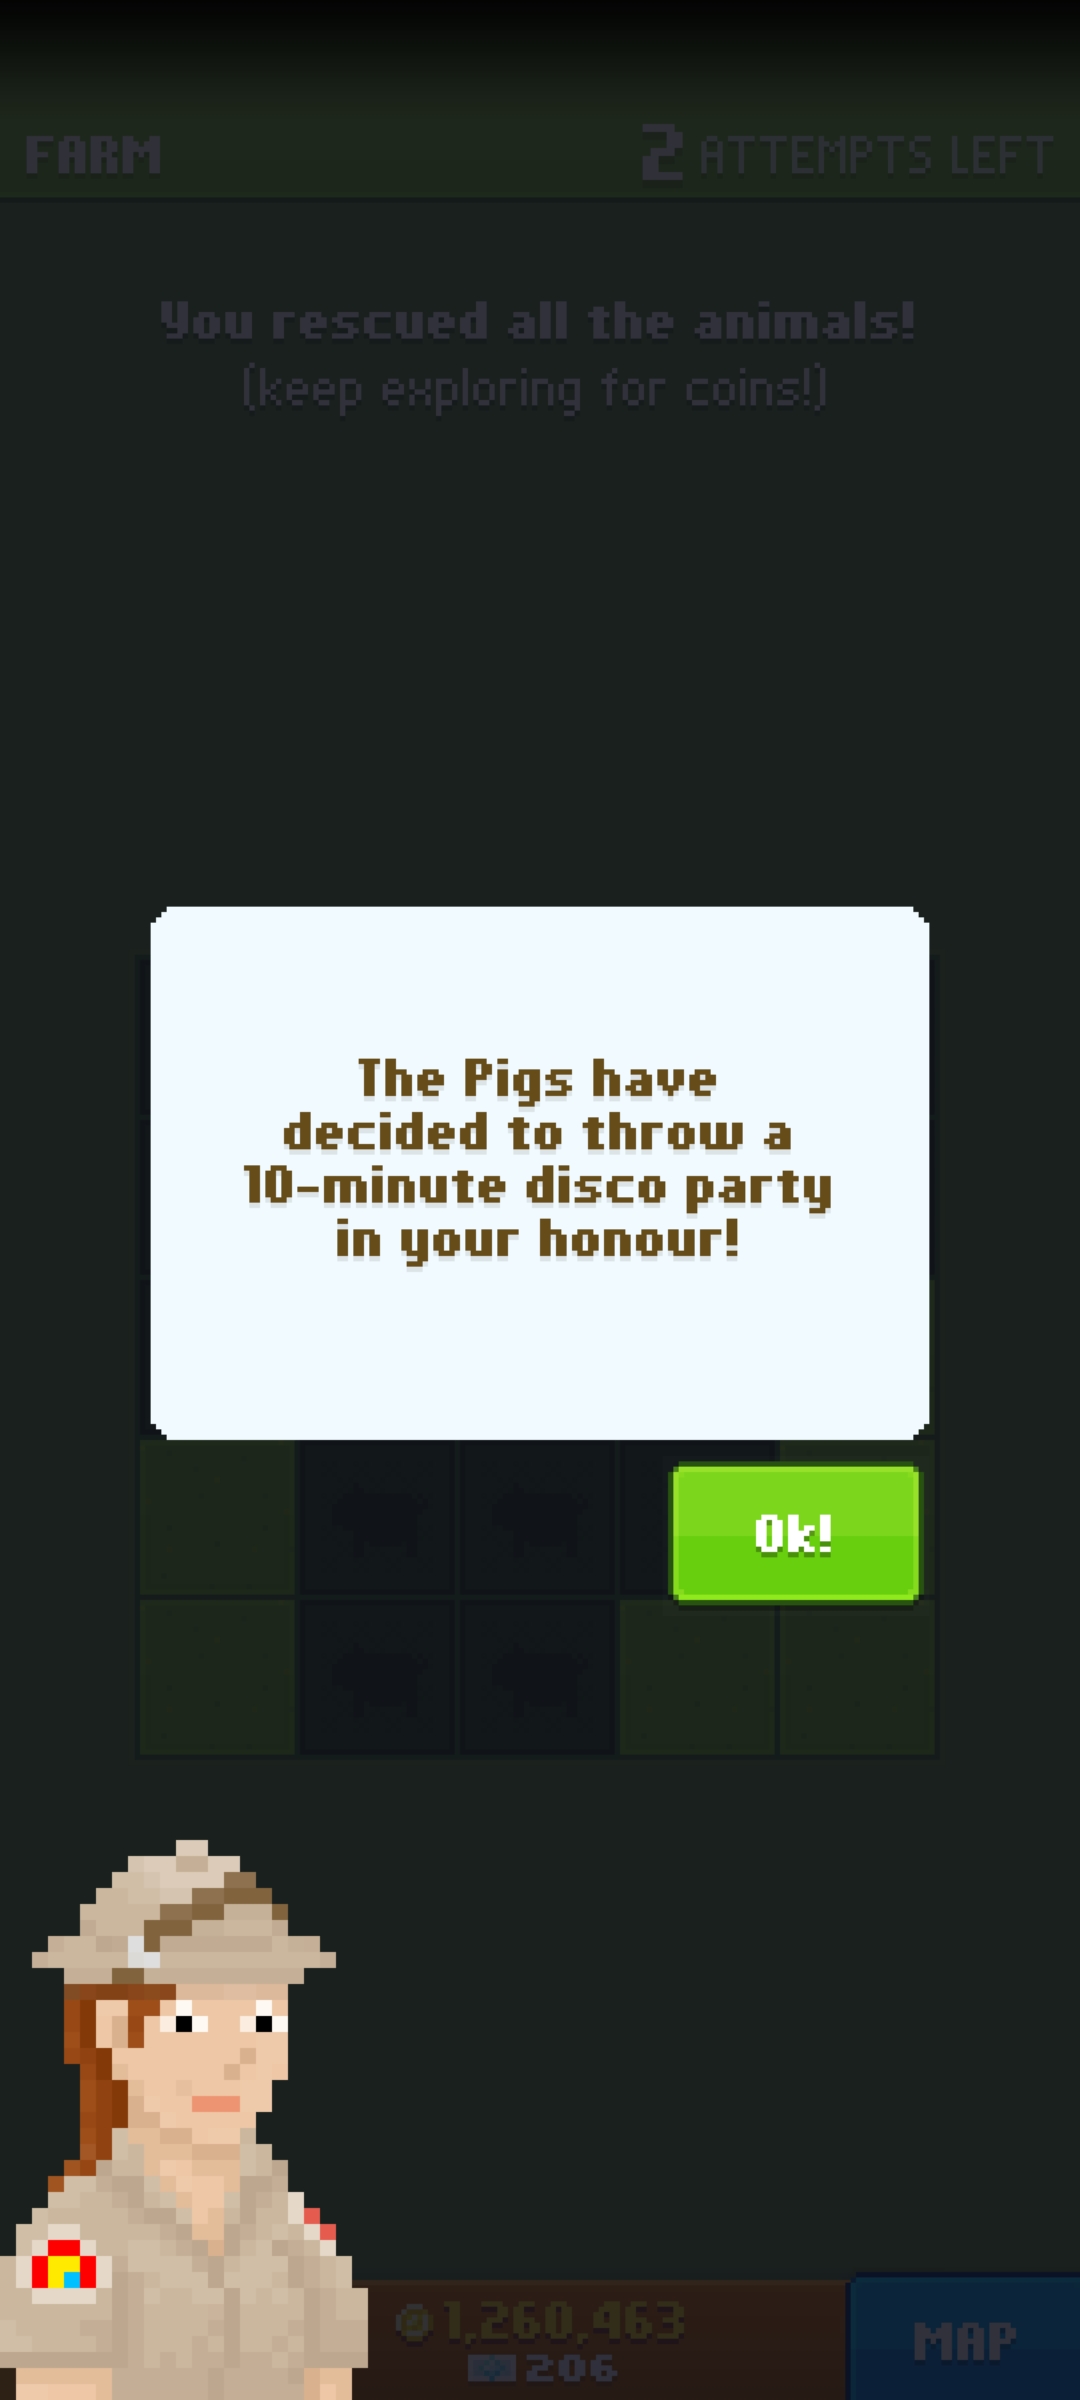 FARM
2 ATTEMPTS LEFT
You rescued all the animals!
(keep exploring for coins!)
The Pigs have
decided to throw a
10-minute disco party
in your honour!
Ok!
1,260,463
206
MAP